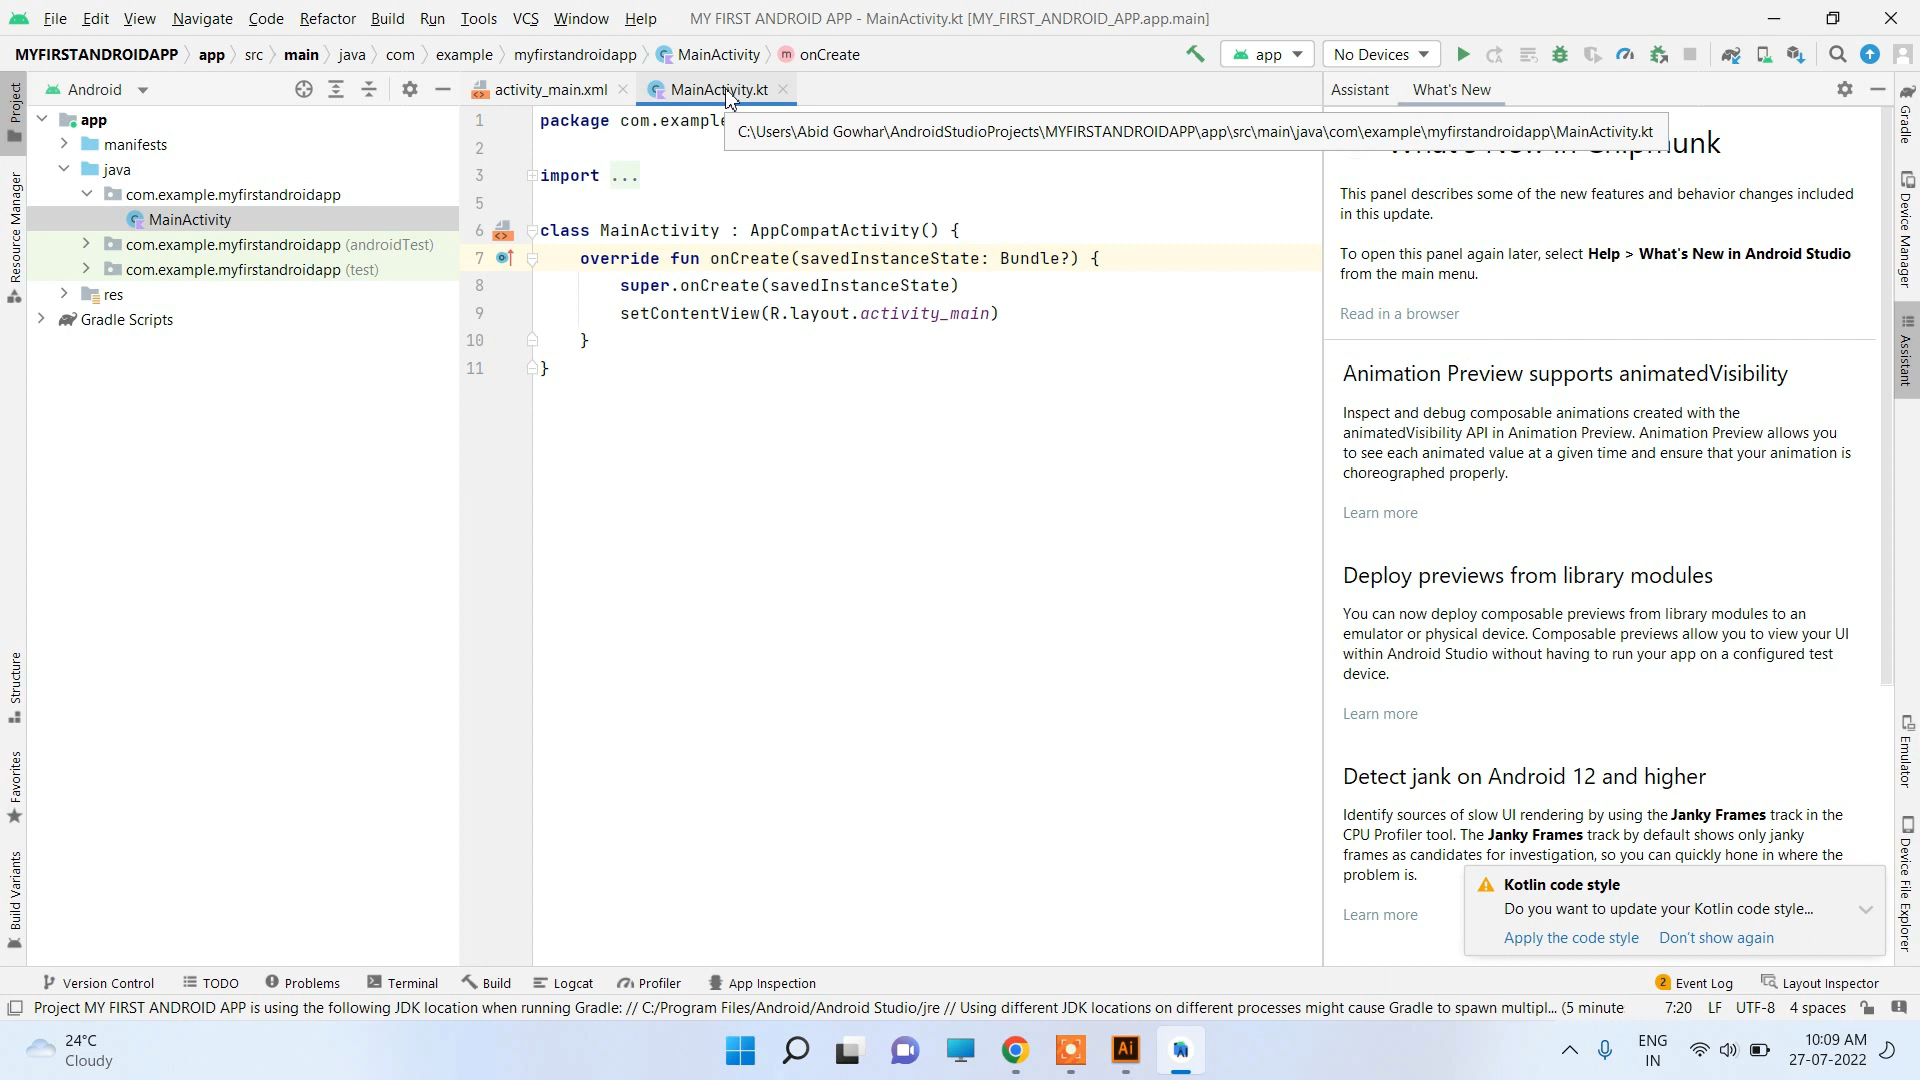 File Edit View Navigate Code Refactor Build Run Tools VCS Window Help MY FIRST ANDROID APP - MainActivity.kt [MY_FIRST_ANDROID_APP.app.main]
MYFIRSTANDROIDAPP app src main java com example myfirstandroidapp MainActivity onCreate app No Devices
Project
Resource Manager
Structure
Favorites
Build Variants
Android
app
manifests
java
com.example.myfirstandroidapp
MainActivity
com.example.myfirstandroidapp (androidTest)
com.example.myfirstandroidapp (test)
res
Gradle Scripts
activity_main.xml MainActivity.kt
C:\Users\Abid Gowhar\AndroidStudioProjects\MYFIRSTANDROIDAPP\app\src\main\java\com\example\myfirstandroidapp\MainActivity.kt
1 package com.example
2
3 import ...
5
6 class MainActivity : AppCompatActivity() {
7 override fun onCreate(savedInstanceState: Bundle?) {
8 super.onCreate(savedInstanceState)
9 setContentView(R.layout.activity_main)
10 }
11 }
Assistant What's New
What's New in Chipmunk
This panel describes some of the new features and behavior changes included
in this update.
To open this panel again later, select Help > What's New in Android Studio
from the main menu.
Read in a browser
Animation Preview supports animatedVisibility
Inspect and debug composable animations created with the
animatedVisibility API in Animation Preview. Animation Preview allows you
to see each animated value at a given time and ensure that your animation is
choreographed properly.
Learn more
Deploy previews from library modules
You can now deploy composable previews from library modules to an
emulator or physical device. Composable previews allow you to view your UI
within Android Studio without having to run your app on a configured test
device.
Learn more
Detect jank on Android 12 and higher
Identify sources of slow UI rendering by using the Janky Frames track in the
CPU Profiler tool. The Janky Frames track by default shows only janky
frames as candidates for investigation, so you can quickly hone in where the
problem is.
Learn more
Kotlin code style
Do you want to update your Kotlin code style...
Apply the code style Don't show again
Gradle
Device Manager
Assistant
Emulator
Device File Explorer
Version Control TODO Problems Terminal Build Logcat Profiler App Inspection 2 Event Log Layout Inspector
Project MY FIRST ANDROID APP is using the following JDK location when running Gradle: // C:/Program Files/Android/Android Studio/jre // Using different JDK locations on different processes might cause Gradle to spawn multipl... (5 minute 7:20 LF UTF-8 4 spaces
24°C
Cloudy
Ai
ENG
IN
10:09 AM
27-07-2022